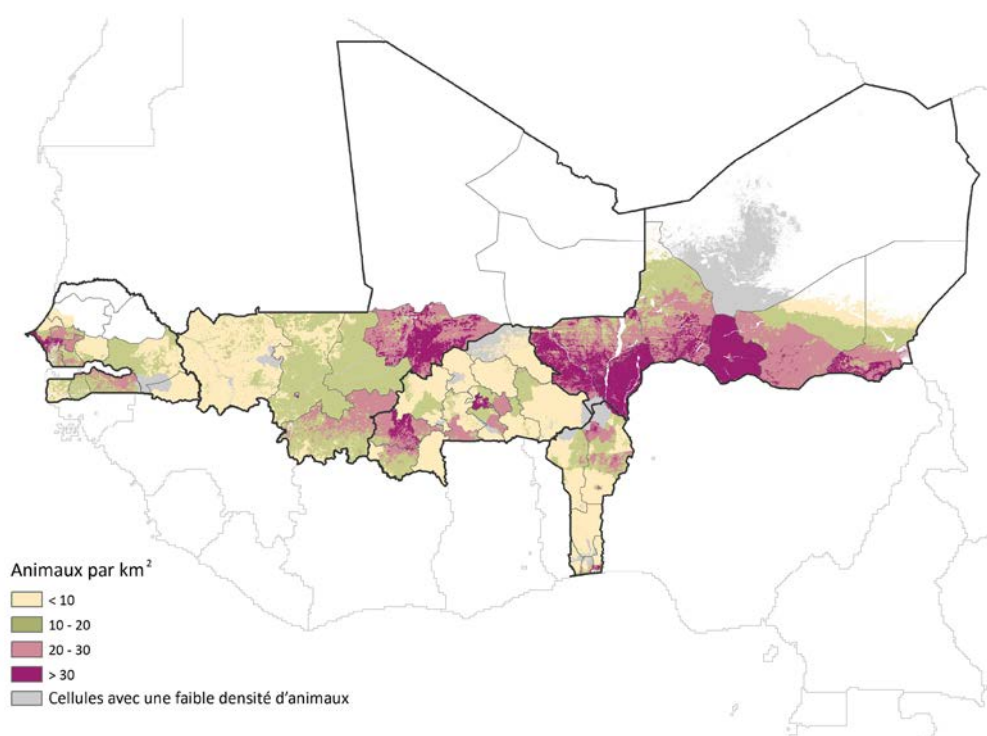 Animaux par km²
< 10
10 - 20
20 - 30
> 30
Cellules avec une faible densité d'animaux